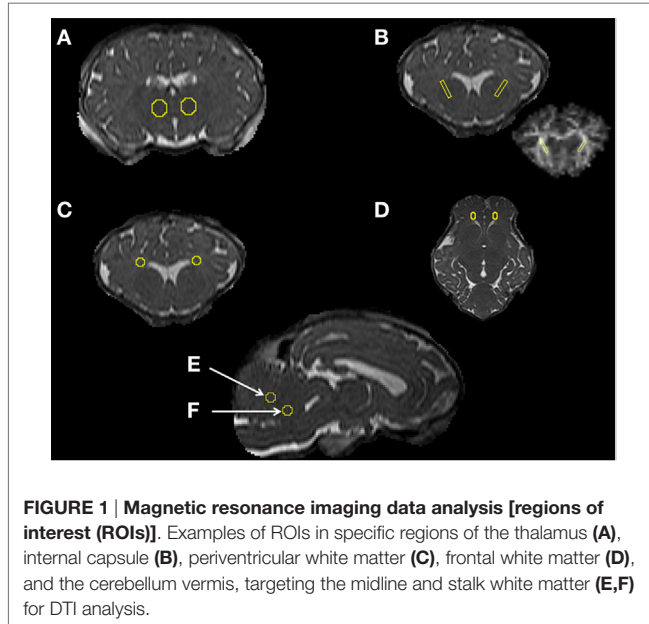 A
B
C
D
E
F
FIGURE 1 | Magnetic resonance imaging data analysis [regions of
interest (ROIs)]. Examples of ROIs in specific regions of the thalamus (A),
internal capsule (B), periventricular white matter (C), frontal white matter (D),
and the cerebellum vermis, targeting the midline and stalk white matter (E,F)
for DTI analysis.